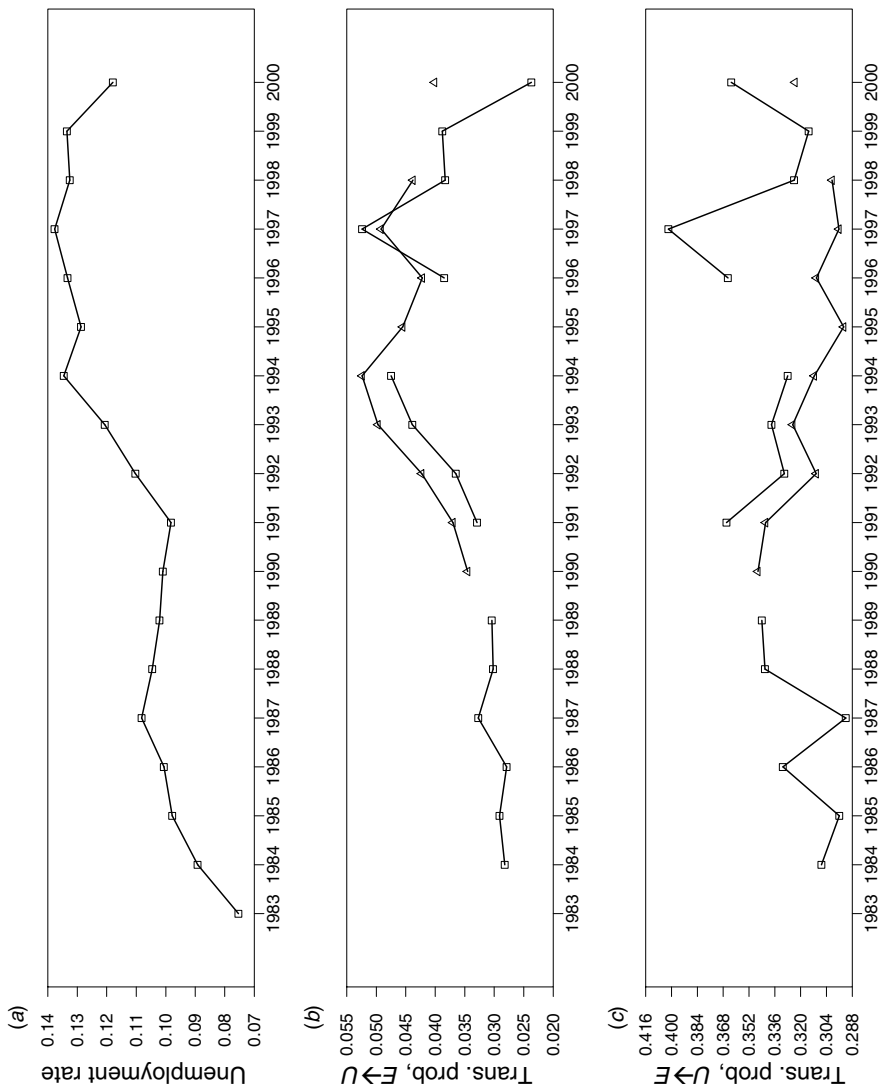 (a)
Unemployment rate
0.14
0.13
0.12
0.11
0.10
0.09
0.08
0.07
1983 1984 1985 1986 1987 1988 1989 1990 1991 1992 1993 1994 1995 1996 1997 1998 1999 2000
(b)
Trans. prob, E→U
0.055
0.050
0.045
0.040
0.035
0.030
0.025
0.020
1983 1984 1985 1986 1987 1988 1989 1990 1991 1992 1993 1994 1995 1996 1997 1998 1999 2000
(c)
Trans. prob, U→E
0.416
0.400
0.384
0.368
0.352
0.336
0.320
0.304
0.288
1983 1984 1985 1986 1987 1988 1989 1990 1991 1992 1993 1994 1995 1996 1997 1998 1999 2000